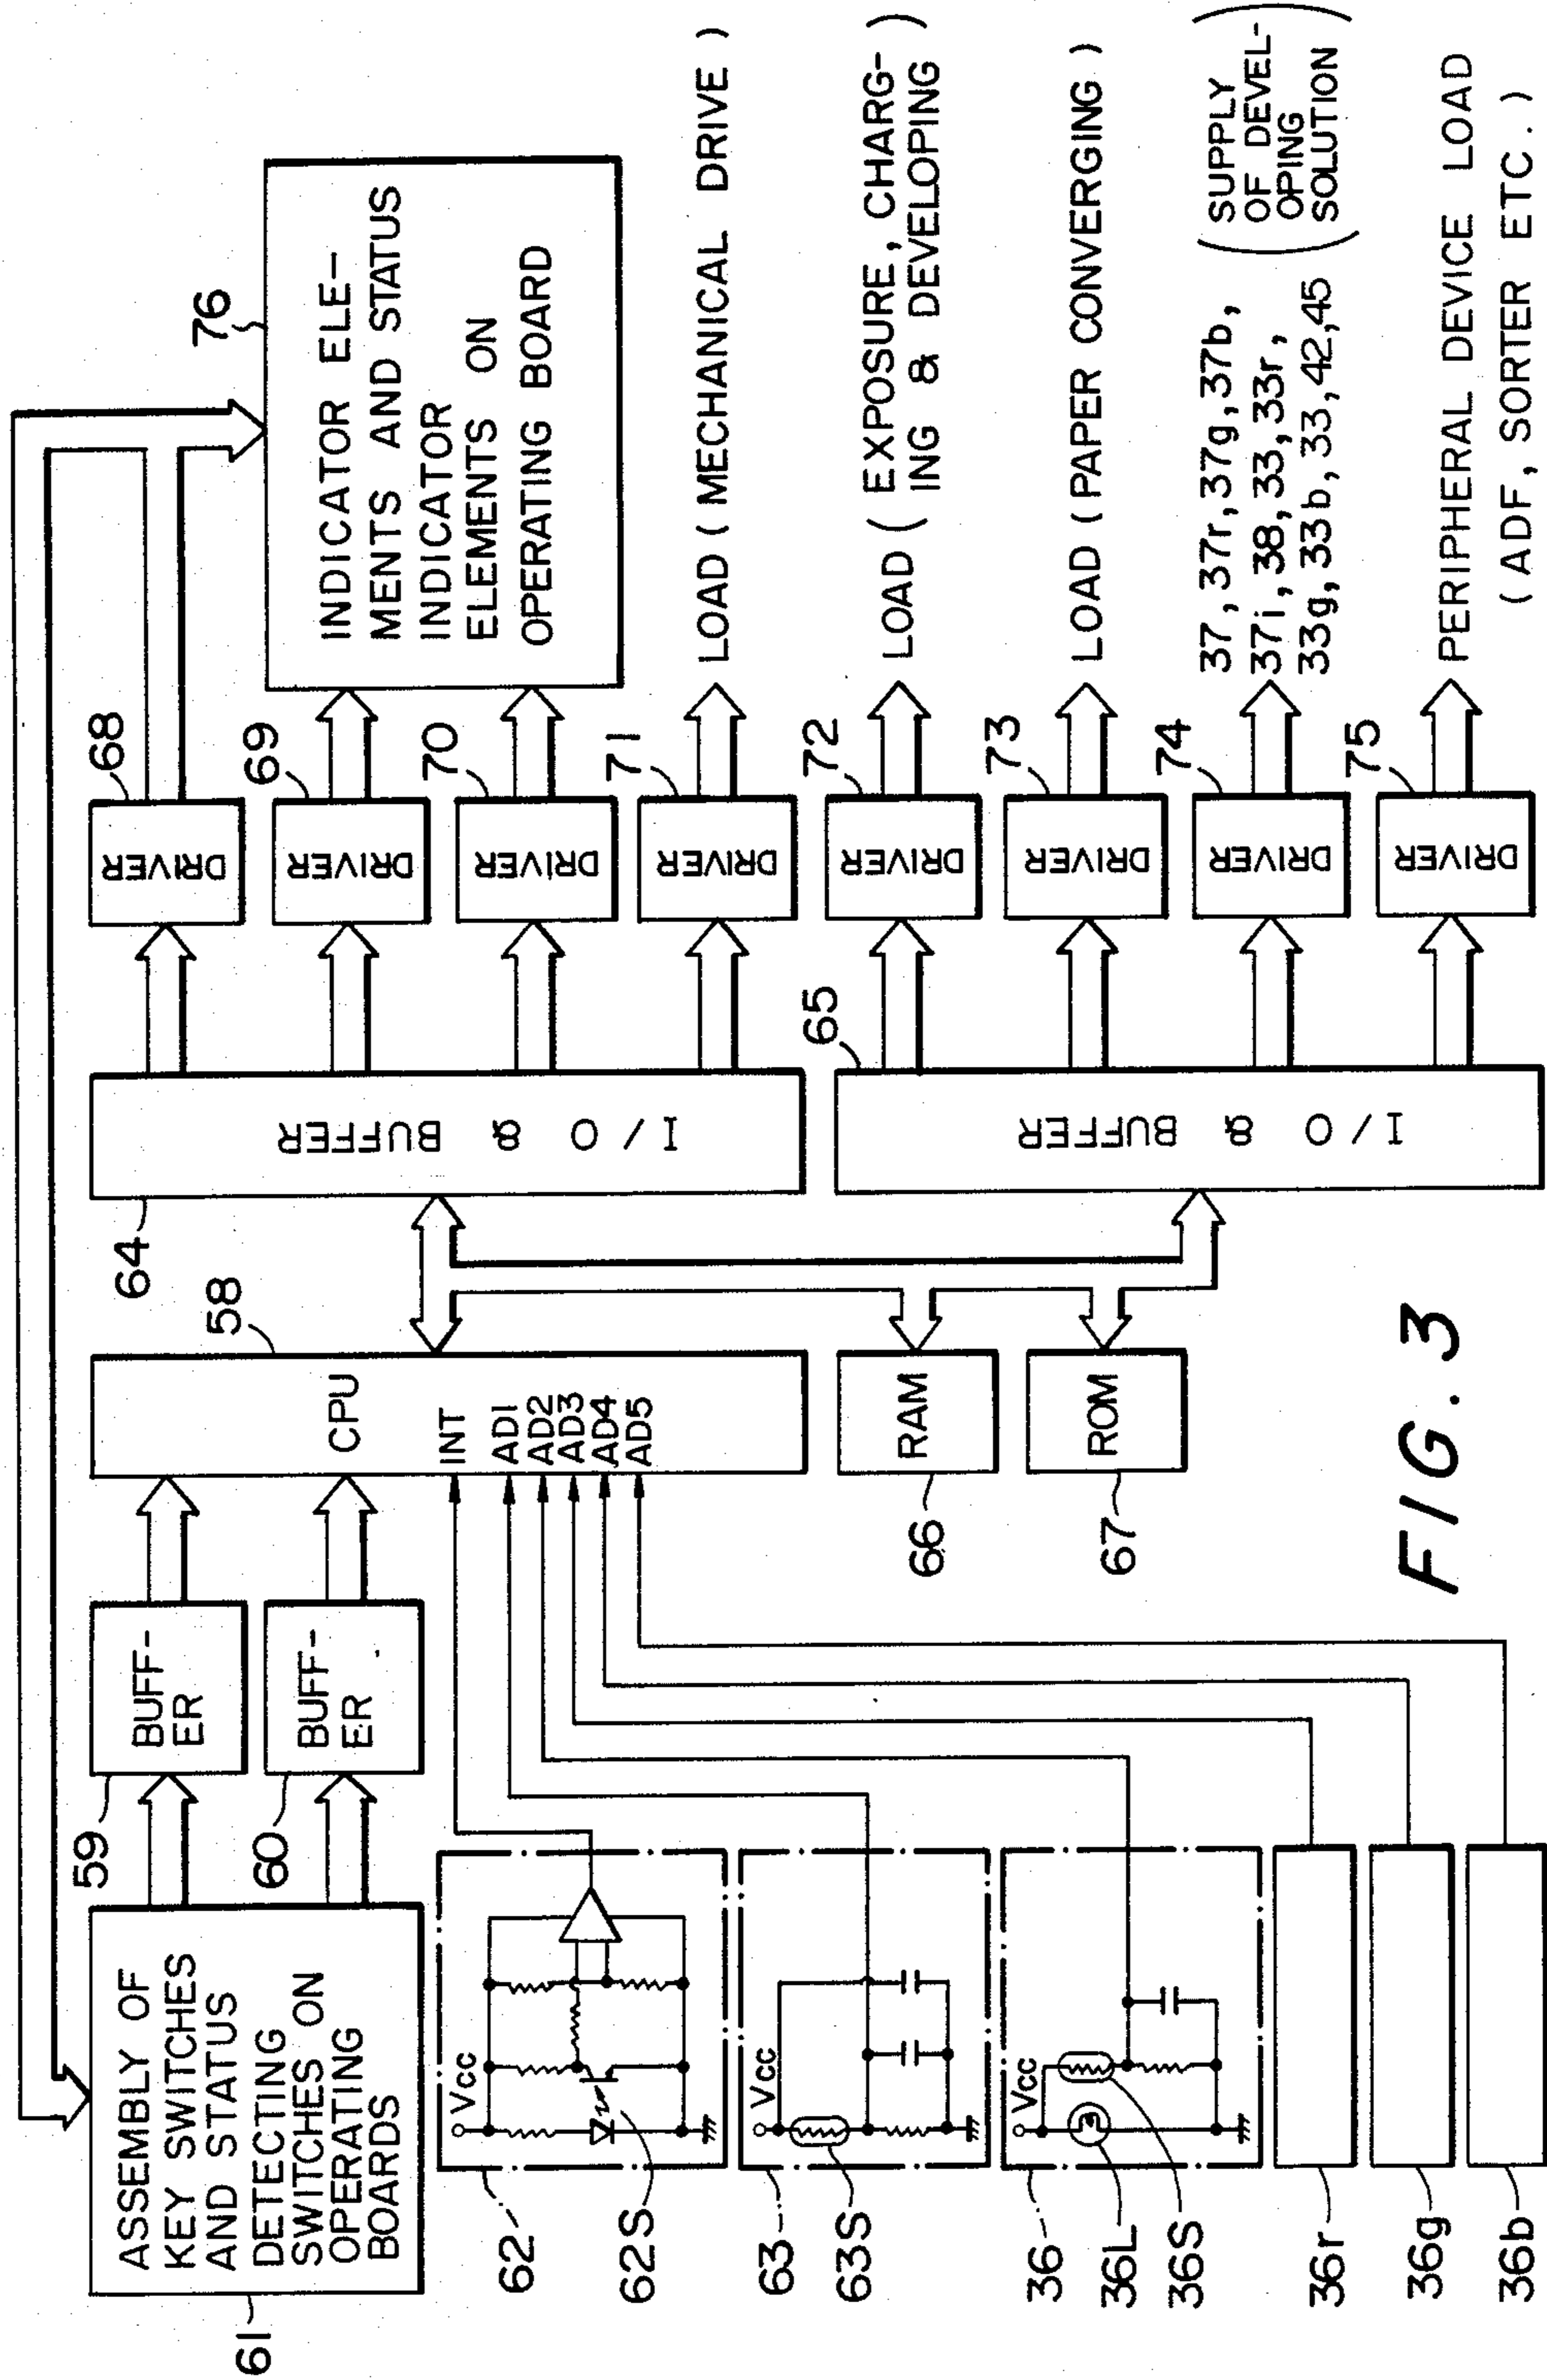 61
ASSEMBLY OF
KEY SWITCHES
AND STATUS
DETECTING
SWITCHES ON
OPERATING
BOARDS
59
BUFF-
ER
60
BUFF-
ER
58
CPU
INT
AD1
AD2
AD3
AD4
AD5
62
Vcc
62S
63
Vcc
63S
36
Vcc
36L
36S
36r
36g
36b
66
RAM
67
ROM
64
I/O & BUFFER
65
I/O & BUFFER
68
DRIVER
69
DRIVER
70
DRIVER
71
DRIVER
72
DRIVER
73
DRIVER
74
DRIVER
75
DRIVER
76
INDICATOR ELE-
MENTS AND STATUS
INDICATOR
ELEMENTS ON
OPERATING BOARD
LOAD (MECHANICAL DRIVE)
LOAD (EXPOSURE, CHARG-
ING & DEVELOPING)
LOAD (PAPER CONVERGING)
37, 37r, 37g, 37b,
37i, 38, 33, 33r,
33g, 33b, 33, 42, 45
(SUPPLY
OF DEVEL-
OPING
SOLUTION)
PERIPHERAL DEVICE LOAD
(ADF, SORTER ETC.)
FIG. 3